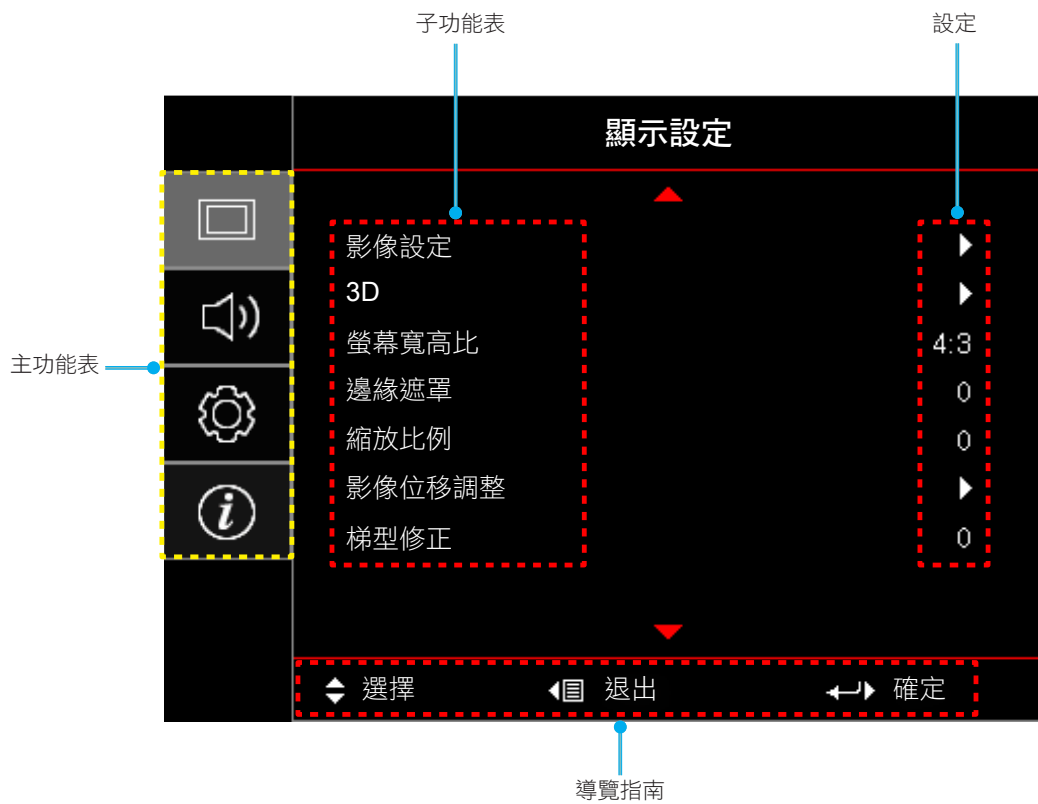 子功能表
設定
顯示設定
影像設定
3D
螢幕寬高比 4:3
邊緣遮罩 0
縮放比例 0
影像位移調整
梯型修正 0
主功能表
選擇 退出 確定
導覽指南